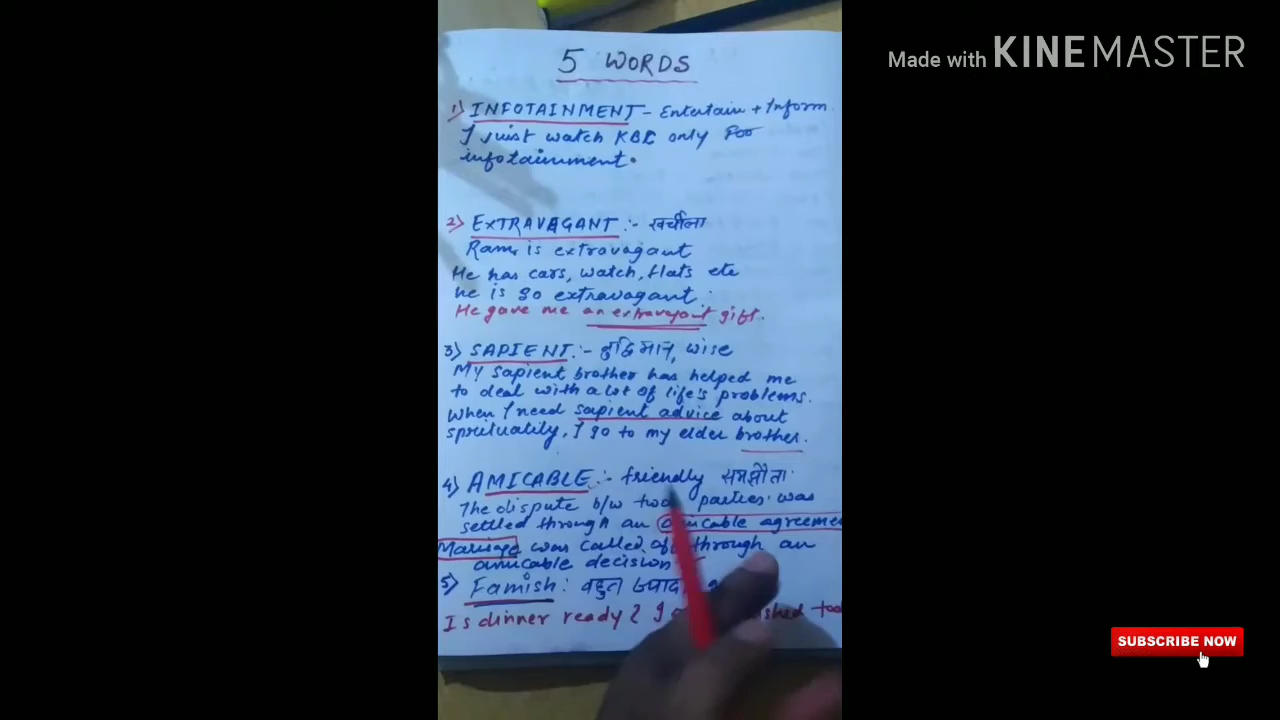 Made with KINEMASTER
5 WORDS
1) INFOTAINMENT - Entertain + Inform
I just watch KBC only for
infotainment.
2) EXTRAVAGANT :- खर्चीला
Ram is extravagant
He has cars, watch, flats etc
he is so extravagant.
He gave me an extravagant gift.
3) SAPIENT :- बुद्धिमान, wise
My sapient brother has helped me
to deal with a lot of life's problems.
When I need sapient advice about
sprituality, I go to my elder brother.
4) AMICABLE :- friendly समझौता
The dispute b/w two parties was
settled through an amicable agreemen
Marriage was called off through an
amicable decision
5) Famish : बहुत ज्यादा
Is dinner ready? I too
SUBSCRIBE NOW